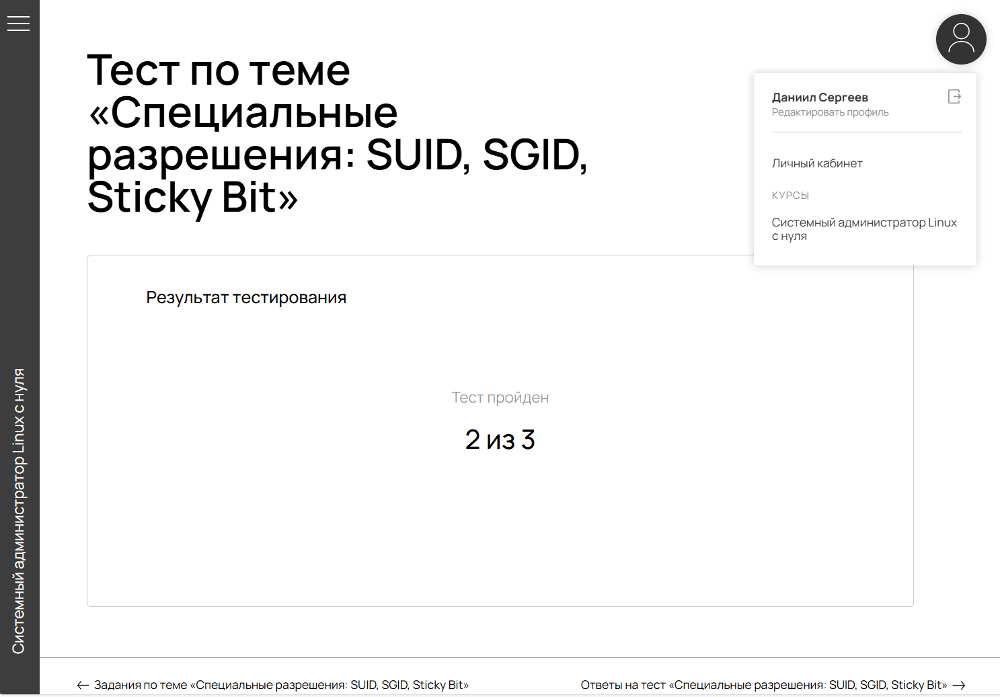 Тест по теме
«Специальные
разрешения: SUID, SGID,
Sticky Bit»
Даниил Сергеев
Редактировать профиль
Личный кабинет
КУРСЫ
Системный администратор Linux
с нуля
Результат тестирования
Тест пройден
2 из 3
Системный администратор Linux с нуля
← Задания по теме «Специальные разрешения: SUID, SGID, Sticky Bit»
Ответы на тест «Специальные разрешения: SUID, SGID, Sticky Bit» →